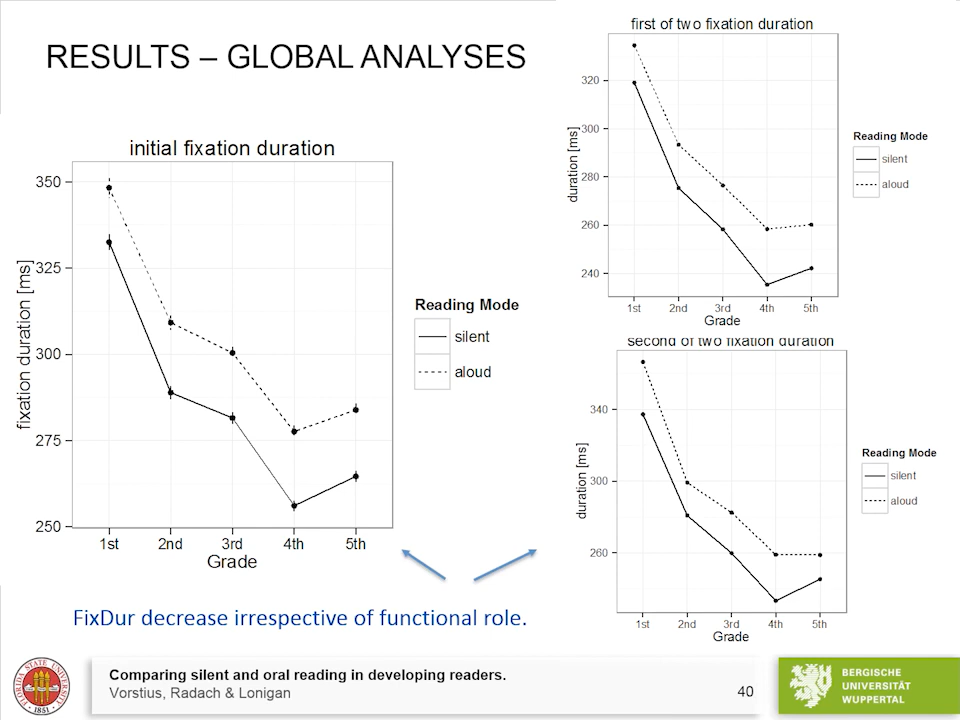 RESULTS – GLOBAL ANALYSES
initial fixation duration
fixation duration [ms]
350
325
300
275
250
1st 2nd 3rd 4th 5th
Grade
Reading Mode
silent
aloud
first of two fixation duration
duration [ms]
320
300
280
260
240
1st 2nd 3rd 4th 5th
Grade
Reading Mode
silent
aloud
second of two fixation duration
duration [ms]
340
300
260
1st 2nd 3rd 4th 5th
Grade
Reading Mode
silent
aloud
FixDur decrease irrespective of functional role.
FLORIDA STATE UNIVERSITY
1851
Comparing silent and oral reading in developing readers.
Vorstius, Radach & Lonigan
40
BERGISCHE
UNIVERSITÄT
WUPPERTAL